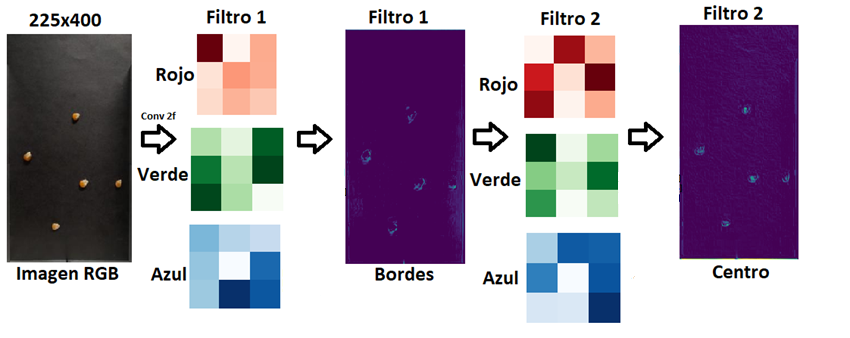 225x400
Filtro 1
Filtro 1
Filtro 2
Filtro 2
Rojo
Rojo
Conv 2f
Verde
Verde
Azul
Azul
Imagen RGB
Bordes
Centro